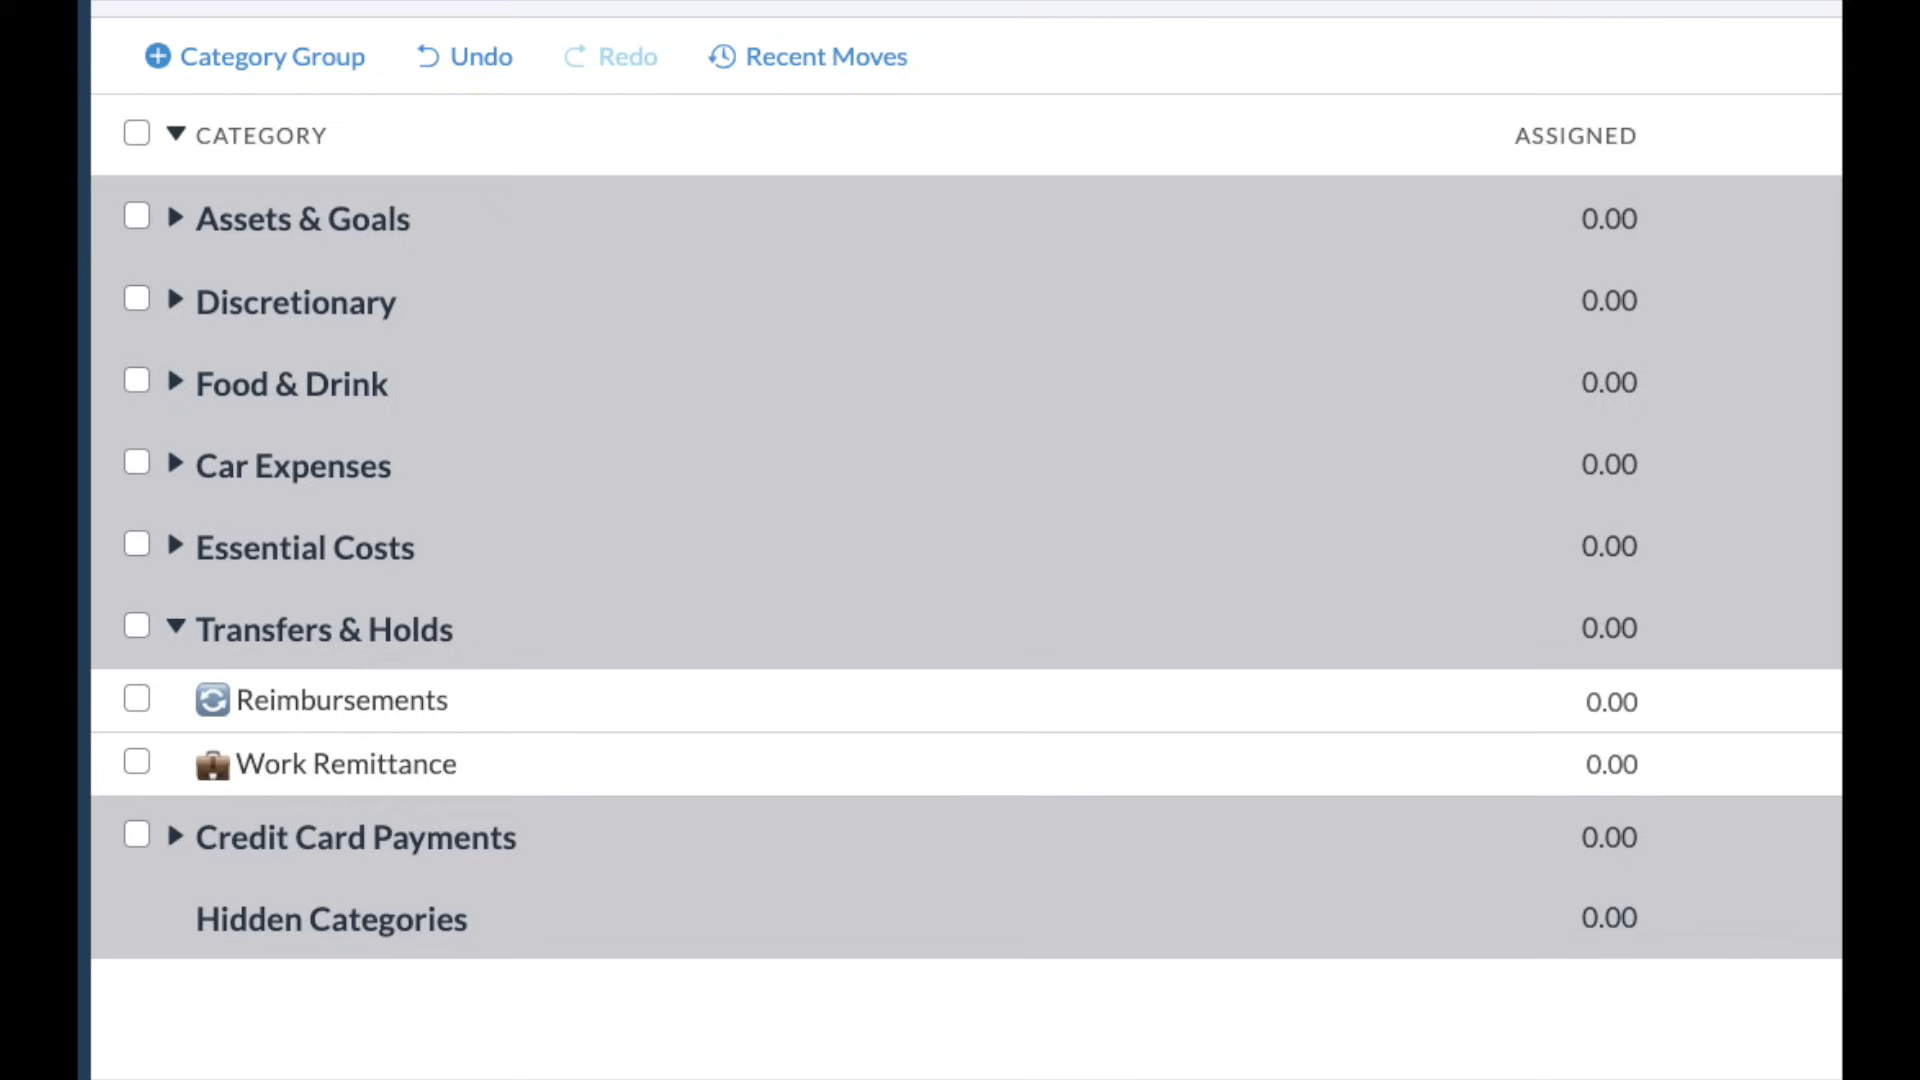 Category Group Undo Redo Recent Moves
CATEGORY ASSIGNED
Assets & Goals 0.00
Discretionary 0.00
Food & Drink 0.00
Car Expenses 0.00
Essential Costs 0.00
Transfers & Holds 0.00
Reimbursements 0.00
Work Remittance 0.00
Credit Card Payments 0.00
Hidden Categories 0.00